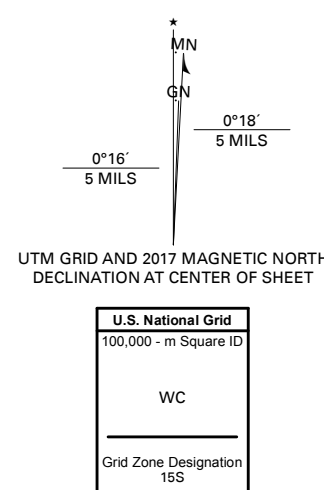 ★
MN
GN
0°18´
5 MILS
0°16´
5 MILS
UTM GRID AND 2017 MAGNETIC NORTH
DECLINATION AT CENTER OF SHEET
U.S. National Grid
100,000 - m Square ID
WC
Grid Zone Designation
15S